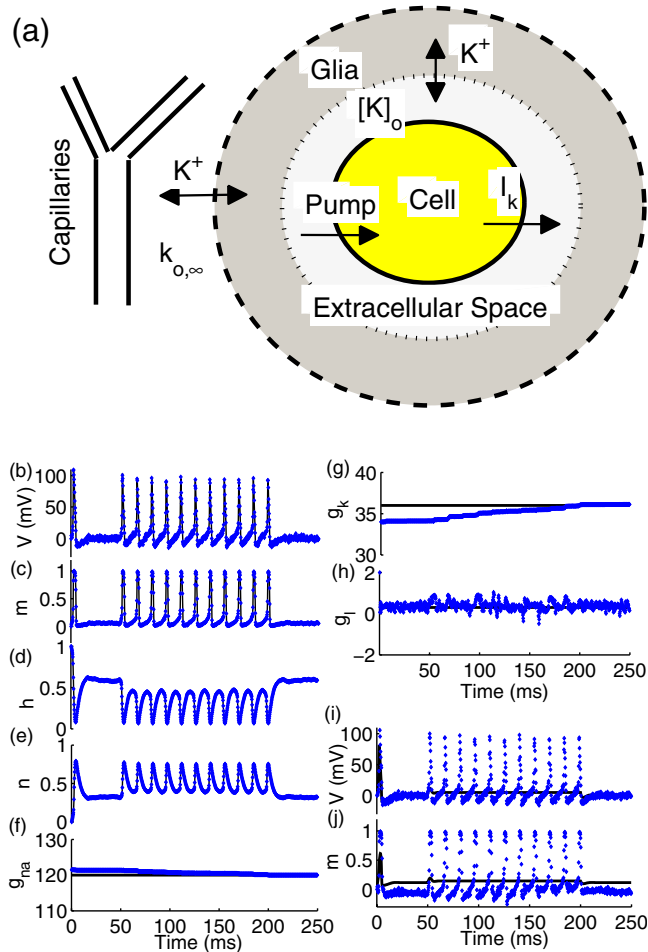 (a)
Capillaries
K+
k o,∞
Glia
K+
[K]o
Pump
Cell
Ik
Extracellular Space
(b)
V (mV)
100
50
0
(c)
m
1
0.5
0
(d)
h
1
0.5
0
(e)
n
1
0.5
0
(f)
gna
130
120
110
0 50 100 150 200 250
Time (ms)
(g)
gk
40
35
35
(h)
gl
2
0
−2
50 100 150 200 250
Time (ms)
(i)
V (mV)
100
50
0
(j)
m
1
0.5
0
0 50 100 150 200 250
Time (ms)